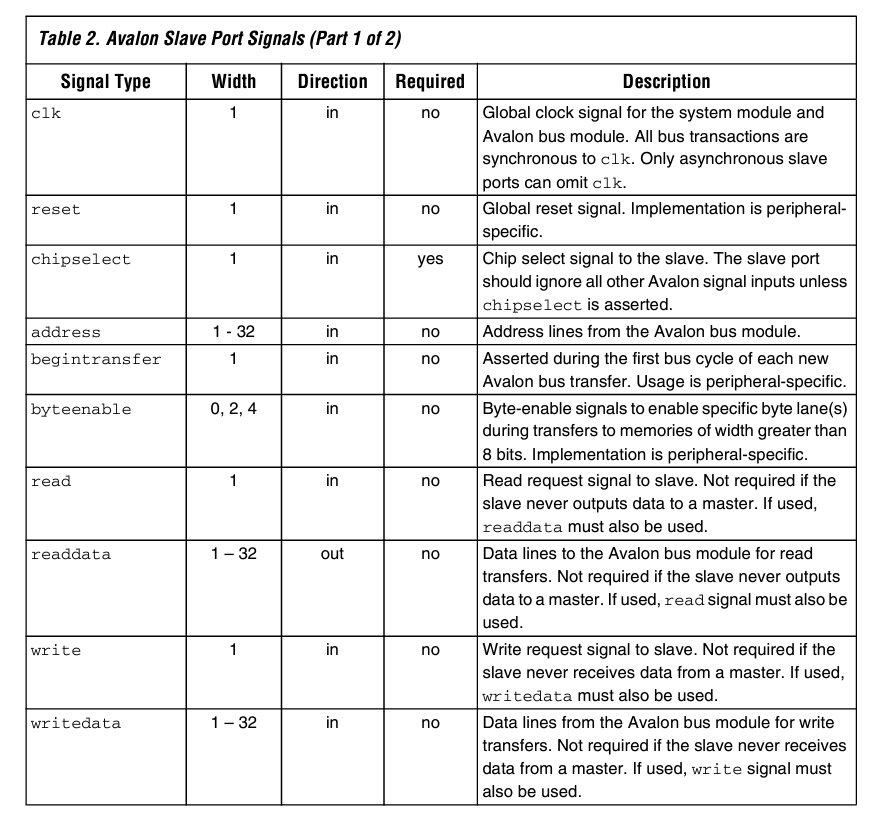 Table 2. Avalon Slave Port Signals (Part 1 of 2)
Signal Type Width Direction Required Description
clk 1 in no Global clock signal for the system module and
Avalon bus module. All bus transactions are
synchronous to clk. Only asynchronous slave
ports can omit clk.
reset 1 in no Global reset signal. Implementation is peripheral-
specific.
chipselect 1 in yes Chip select signal to the slave. The slave port
should ignore all other Avalon signal inputs unless
chipselect is asserted.
address 1 - 32 in no Address lines from the Avalon bus module.
begintransfer 1 in no Asserted during the first bus cycle of each new
Avalon bus transfer. Usage is peripheral-specific.
byteenable 0, 2, 4 in no Byte-enable signals to enable specific byte lane(s)
during transfers to memories of width greater than
8 bits. Implementation is peripheral-specific.
read 1 in no Read request signal to slave. Not required if the
slave never outputs data to a master. If used,
readdata must also be used.
readdata 1 – 32 out no Data lines to the Avalon bus module for read
transfers. Not required if the slave never outputs
data to a master. If used, read signal must also be
used.
write 1 in no Write request signal to slave. Not required if the
slave never receives data from a master. If used,
writedata must also be used.
writedata 1 – 32 in no Data lines from the Avalon bus module for write
transfers. Not required if the slave never receives
data from a master. If used, write signal must
also be used.